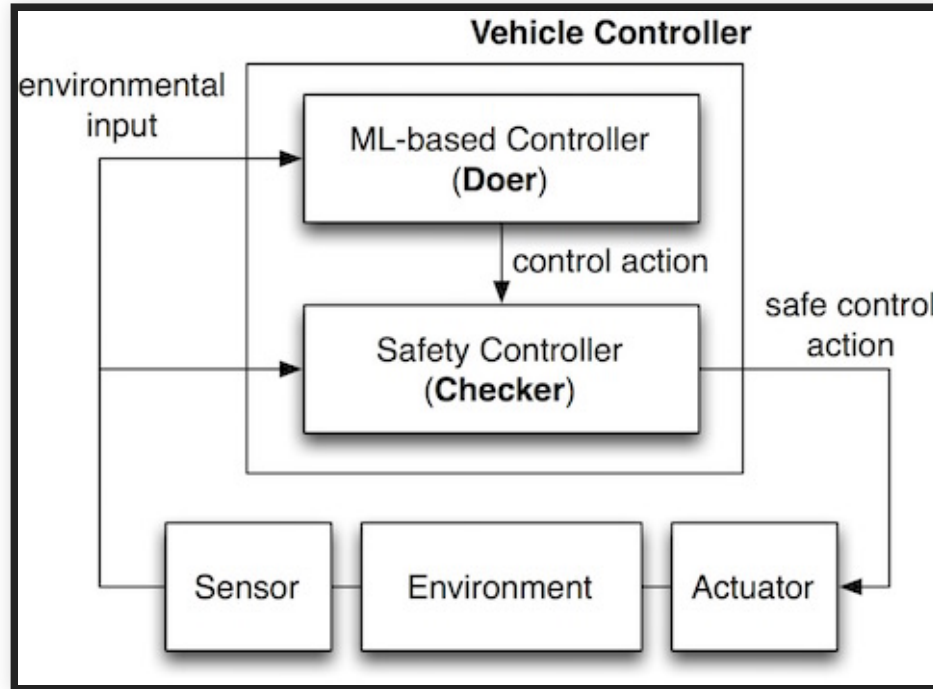 Vehicle Controller
environmental
input
ML-based Controller
(Doer)
control action
safe control
action
Safety Controller
(Checker)
Sensor
Environment
Actuator